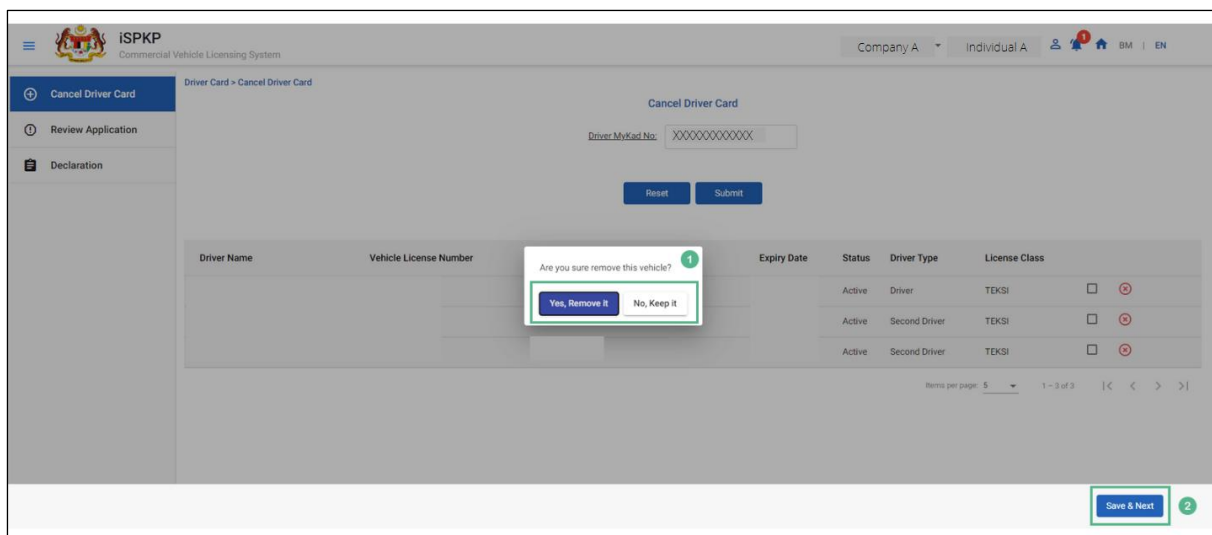 iSPKP
Commercial Vehicle Licensing System
Company A
Individual A
1
BM | EN
Cancel Driver Card
Review Application
Declaration
Driver Card > Cancel Driver Card
Cancel Driver Card
Driver MyKad No: XXXXXXXXXXXX
Reset Submit
Driver Name Vehicle License Number Expiry Date Status Driver Type License Class
Are you sure remove this vehicle? 1
Yes, Remove It No, Keep it
Active Driver TEKSI
Active Second Driver TEKSI
Active Second Driver TEKSI
Items per page: 5 1 – 3 of 3 |< < > >|
Save & Next 2